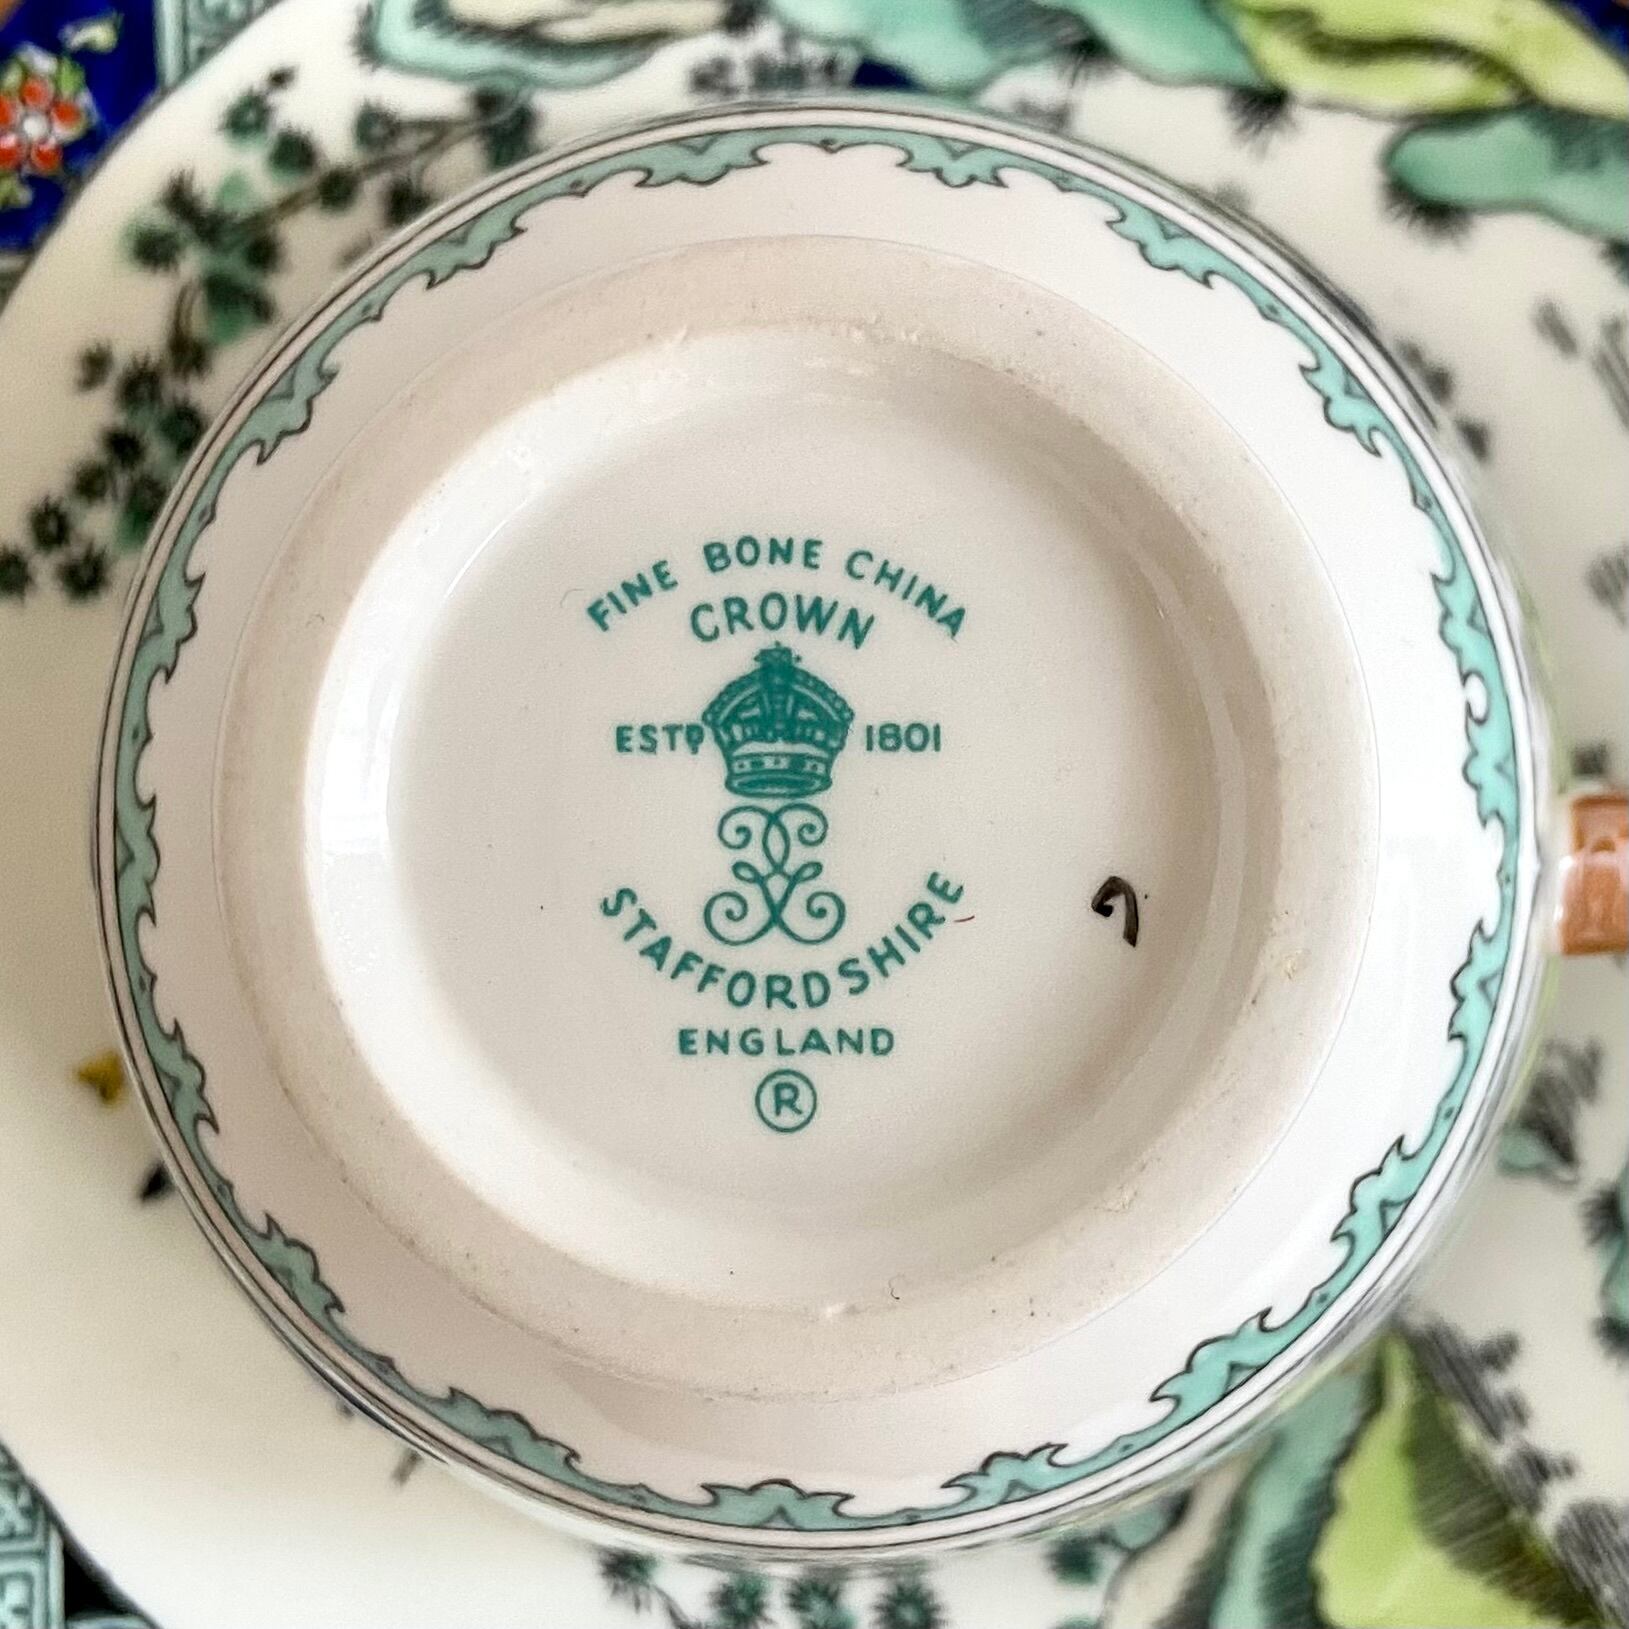 FINE BONE CHINA
CROWN
ESTD 1801
STAFFORDSHIRE
ENGLAND
®